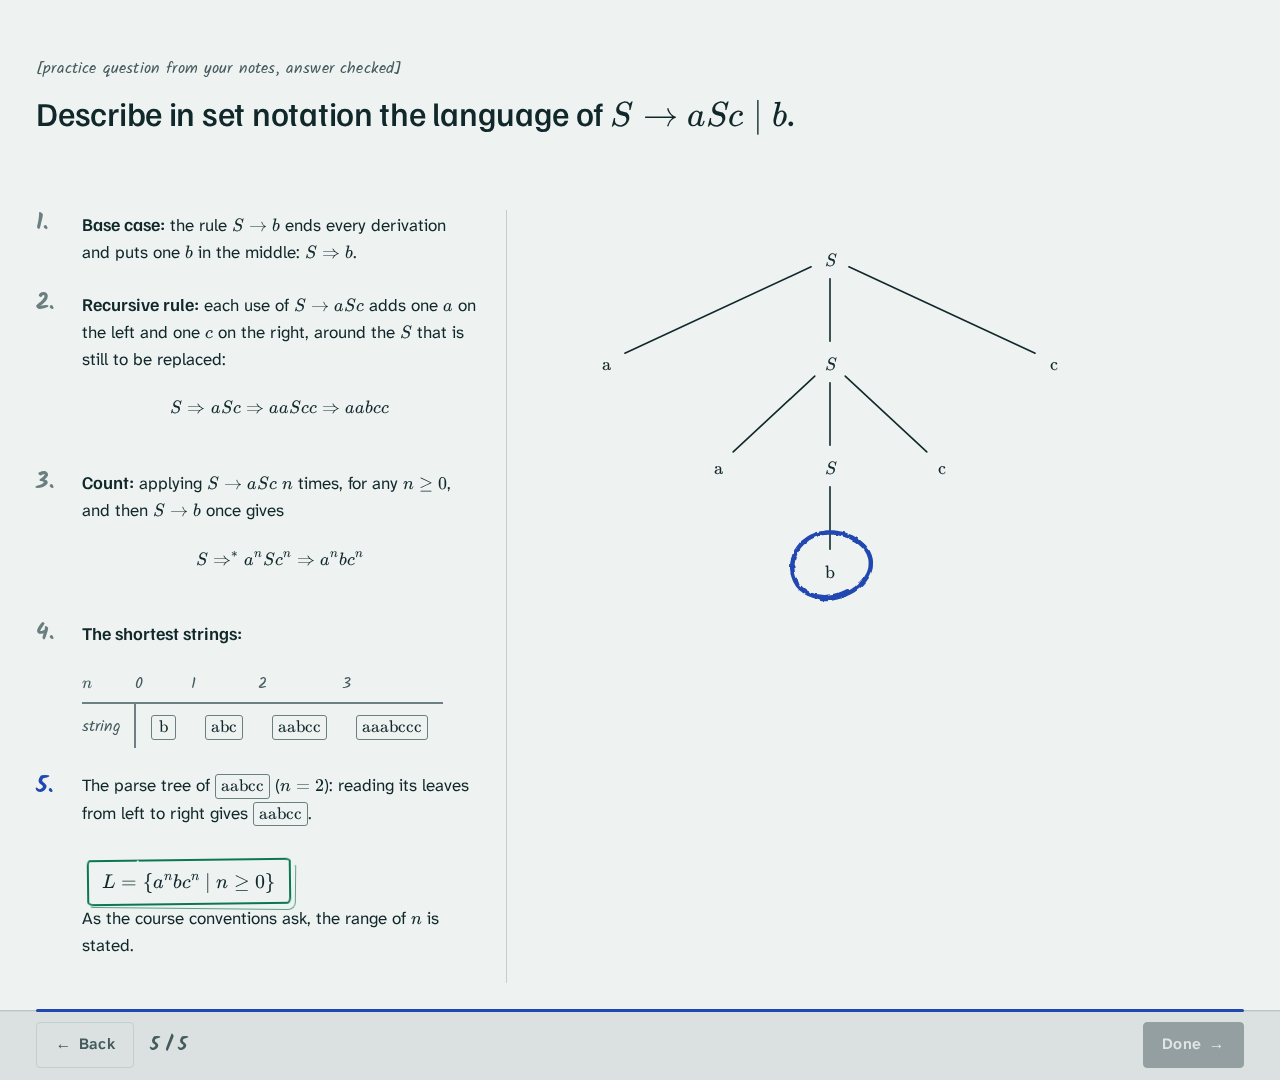 [practice question from your notes, answer checked]
Describe in set notation the language of S → aSc | b.
1. Base case: the rule S → b ends every derivation
and puts one b in the middle: S ⇒ b.
2. Recursive rule: each use of S → aSc adds one a on
the left and one c on the right, around the S that is
still to be replaced:
S ⇒ aSc ⇒ aaScc ⇒ aabcc
3. Count: applying S → aSc n times, for any n ≥ 0,
and then S → b once gives
S ⇒* aⁿScⁿ ⇒ aⁿbcⁿ
4. The shortest strings:
n 0 1 2 3
string b abc aabcc aaabccc
5. The parse tree of aabcc (n = 2): reading its leaves
from left to right gives aabcc.
L = {aⁿbcⁿ | n ≥ 0}
As the course conventions ask, the range of n is
stated.
S
a S c
a S c
b
← Back 5 / 5 Done →